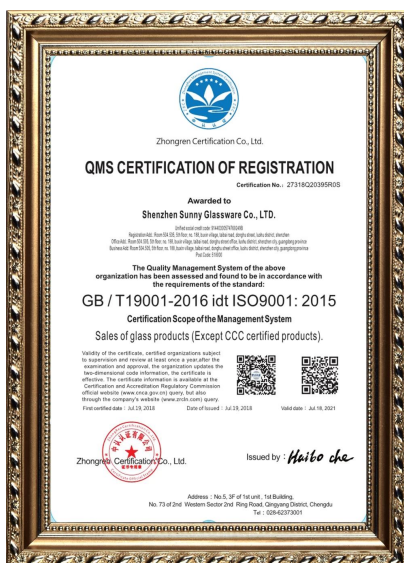 Zhongren Certification Co., Ltd.
QMS CERTIFICATION OF REGISTRATION
Certification No.: 27318Q20395R0S
Awarded to
Shenzhen Sunny Glassware Co., LTD.
Post Code: 518000
The Quality Management System of the above
organization has been assessed and found to be in accordance with
the requirements of the standard:
GB / T19001-2016 idt ISO9001: 2015
Certification Scope of the Management System
Sales of glass products (Except CCC certified products).
Validity of the certificate, certified organizations subject
to supervision and review at least once a year,after the
examination and approval, the organization updates the
two-dimensional code information, the certificate is
effective. The certificate information is available at the
Certification and Accreditation Regulatory Commission
official website (www.cnca.gov.cn) query, but also
through the company's website (www.zrcln.com) query.
First certified date : Jul.19, 2018 Date of Issued : Jul.19, 2018 Valid date : Jul.18, 2021
Zhongren Certification Co., Ltd.
Issued by : Haibo che
Address : No.5, 3F of 1st unit , 1st Building,
No. 73 of 2nd Western Sector 2nd Ring Road, Qingyang District, Chengdu
Tel : 028-62373001